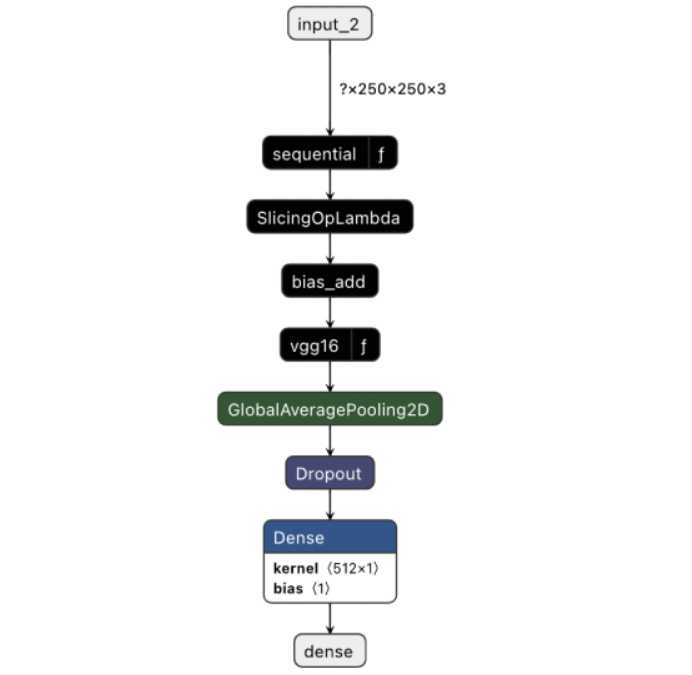 input_2
?×250×250×3
sequential ƒ
SlicingOpLambda
bias_add
vgg16 ƒ
GlobalAveragePooling2D
Dropout
Dense
kernel ⟨512×1⟩
bias ⟨1⟩
dense